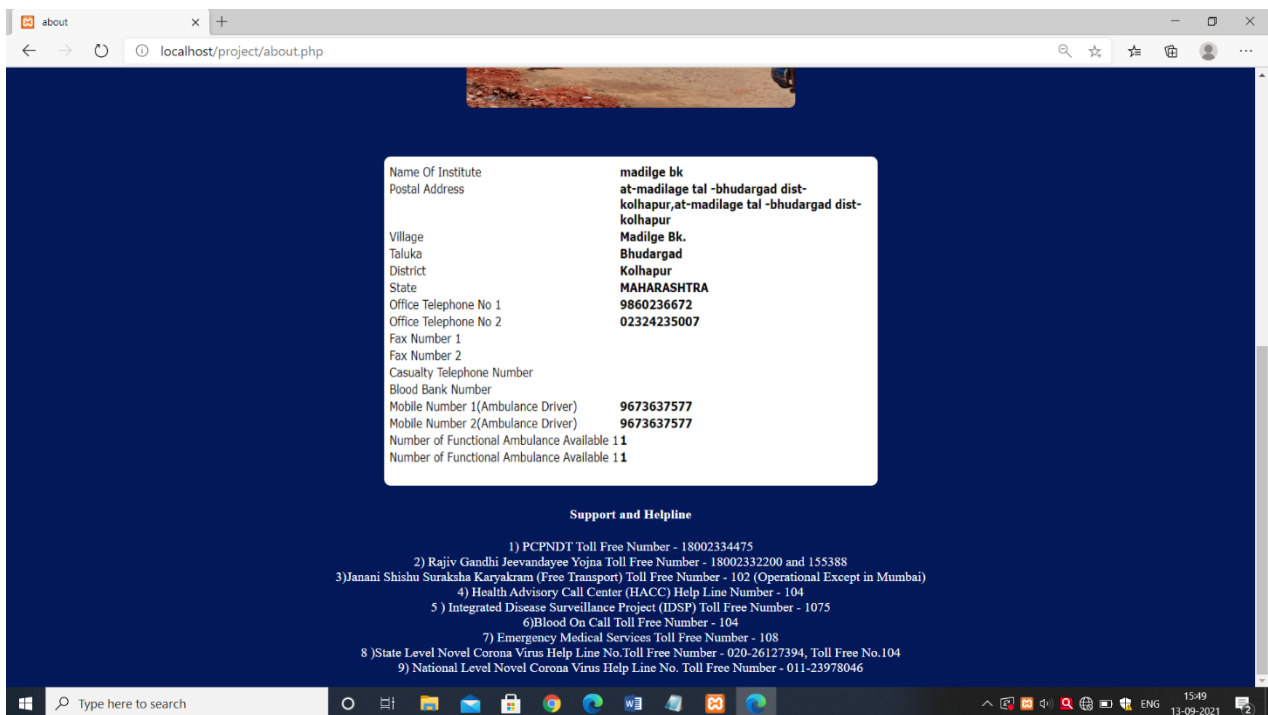 about
localhost/project/about.php
Name Of Institute madilge bk
Postal Address at-madilage tal -bhudargad dist-
kolhapur,at-madilage tal -bhudargad dist-
kolhapur
Village Madilge Bk.
Taluka Bhudargad
District Kolhapur
State MAHARASHTRA
Office Telephone No 1 9860236672
Office Telephone No 2 02324235007
Fax Number 1
Fax Number 2
Casualty Telephone Number
Blood Bank Number
Mobile Number 1(Ambulance Driver) 9673637577
Mobile Number 2(Ambulance Driver) 9673637577
Number of Functional Ambulance Available 1 1
Number of Functional Ambulance Available 1 1
Support and Helpline
1) PCPNDT Toll Free Number - 18002334475
2) Rajiv Gandhi Jeevandayee Yojna Toll Free Number - 18002332200 and 155388
3)Janani Shishu Suraksha Karyakram (Free Transport) Toll Free Number - 102 (Operational Except in Mumbai)
4) Health Advisory Call Center (HACC) Help Line Number - 104
5 ) Integrated Disease Surveillance Project (IDSP) Toll Free Number - 1075
6)Blood On Call Toll Free Number - 104
7) Emergency Medical Services Toll Free Number - 108
8 )State Level Novel Corona Virus Help Line No.Toll Free Number - 020-26127394, Toll Free No.104
9) National Level Novel Corona Virus Help Line No. Toll Free Number - 011-23978046
Type here to search
ENG
15:49
13-09-2021
2